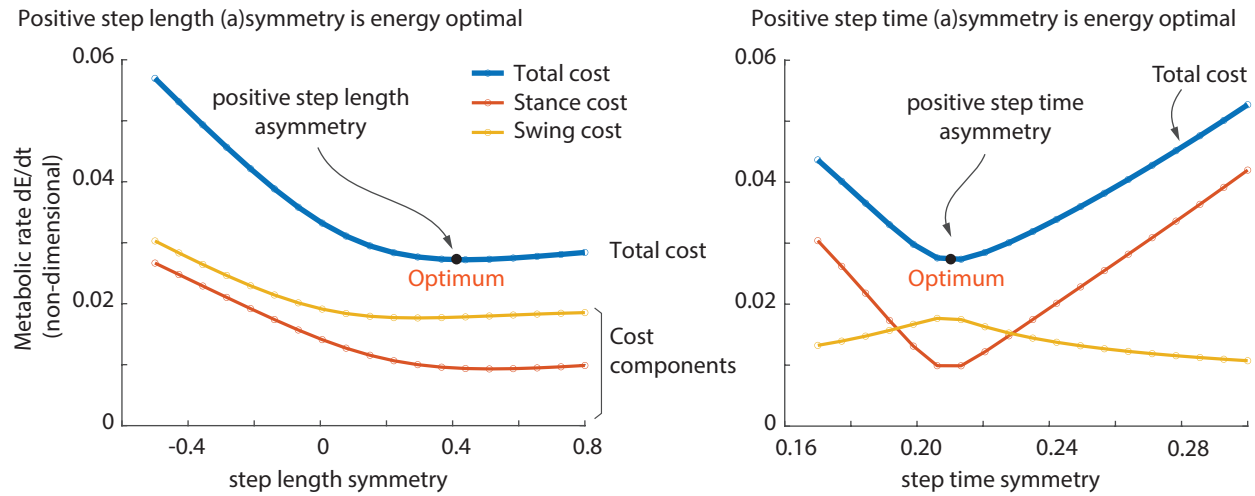 Positive step length (a)symmetry is energy optimal
0.06
0.04
0.02
0
Metabolic rate dE/dt
(non-dimensional)
positive step length
asymmetry
Total cost
Stance cost
Swing cost
Optimum
Total cost
Cost
components
-0.4
0
0.4
0.8
step length symmetry
Positive step time (a)symmetry is energy optimal
0.06
0.04
0.02
0
positive step time
asymmetry
Total cost
Optimum
0.16
0.20
0.24
0.28
step time symmetry